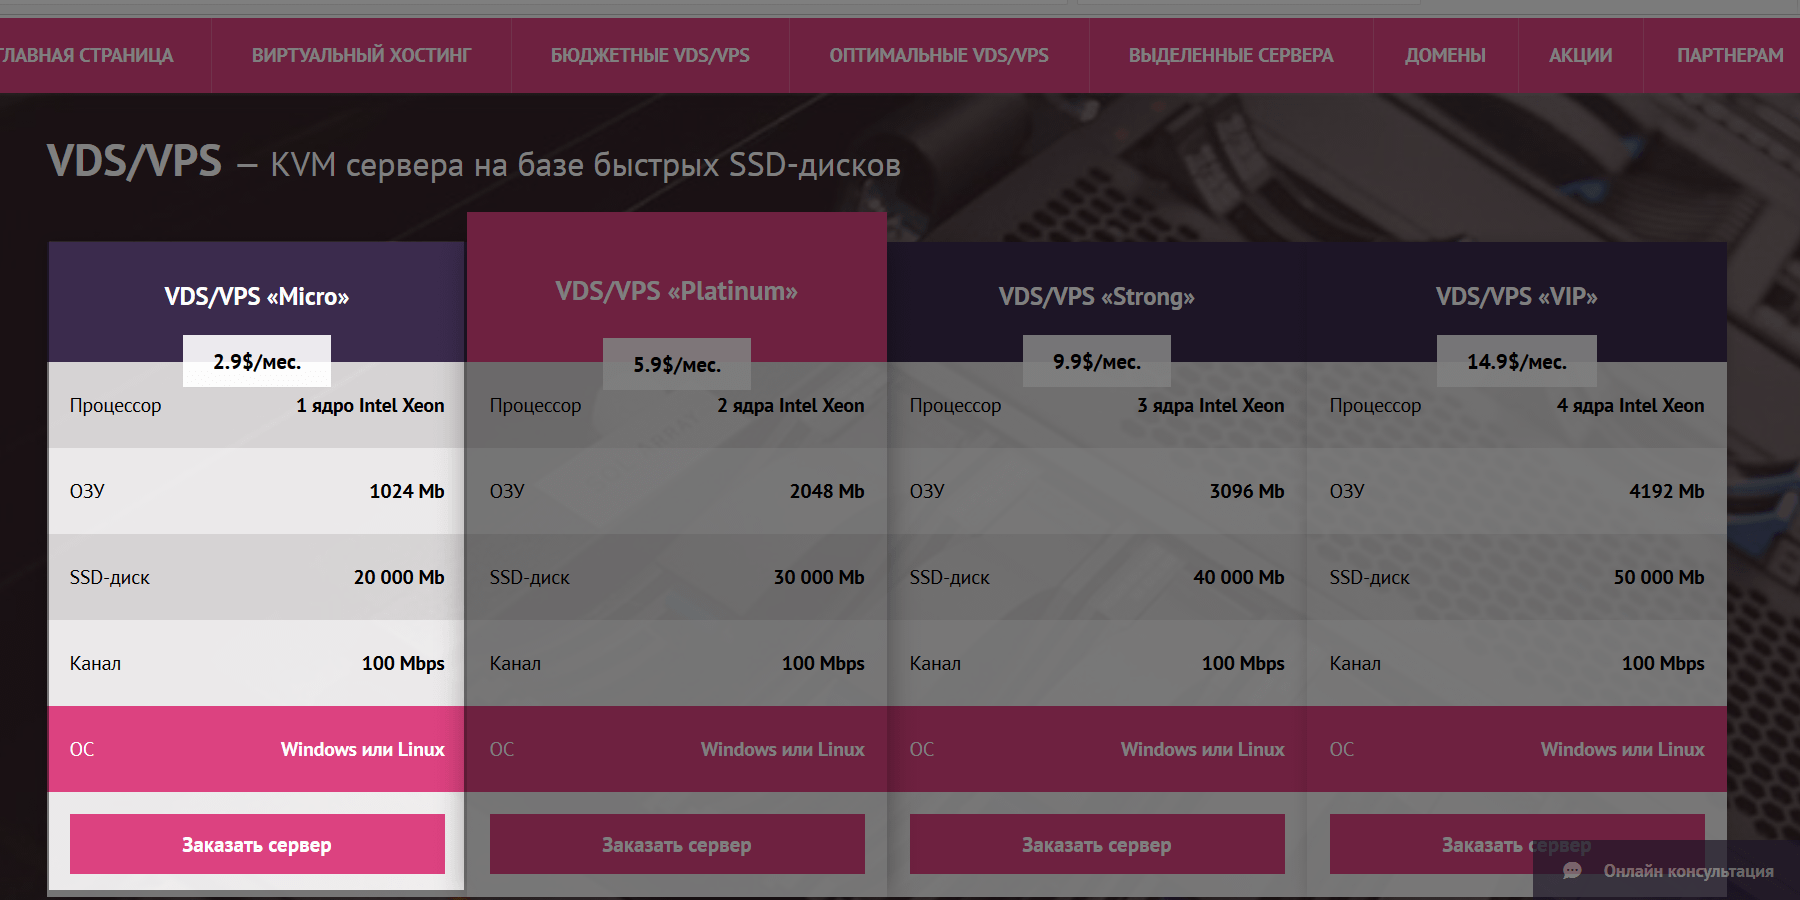 ГЛАВНАЯ СТРАНИЦА ВИРТУАЛЬНЫЙ ХОСТИНГ БЮДЖЕТНЫЕ VDS/VPS ОПТИМАЛЬНЫЕ VDS/VPS ВЫДЕЛЕННЫЕ СЕРВЕРА ДОМЕНЫ АКЦИИ ПАРТНЕРАМ
VDS/VPS — KVM сервера на базе быстрых SSD-дисков
VDS/VPS «Micro»
2.9$/мес.
Процессор 1 ядро Intel Xeon
ОЗУ 1024 Mb
SSD-диск 20 000 Mb
Канал 100 Mbps
ОС Windows или Linux
Заказать сервер
VDS/VPS «Platinum»
5.9$/мес.
Процессор 2 ядра Intel Xeon
ОЗУ 2048 Mb
SSD-диск 30 000 Mb
Канал 100 Mbps
ОС Windows или Linux
Заказать сервер
VDS/VPS «Strong»
9.9$/мес.
Процессор 3 ядра Intel Xeon
ОЗУ 3096 Mb
SSD-диск 40 000 Mb
Канал 100 Mbps
ОС Windows или Linux
Заказать сервер
VDS/VPS «VIP»
14.9$/мес.
Процессор 4 ядра Intel Xeon
ОЗУ 4192 Mb
SSD-диск 50 000 Mb
Канал 100 Mbps
ОС Windows или Linux
Заказать сервер
Онлайн консультация